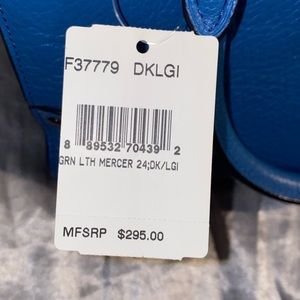 F37779 DKLGI
8 89532 70439 2
GRN LTH MERCER 24;DK/LGI
MFSRP $295.00